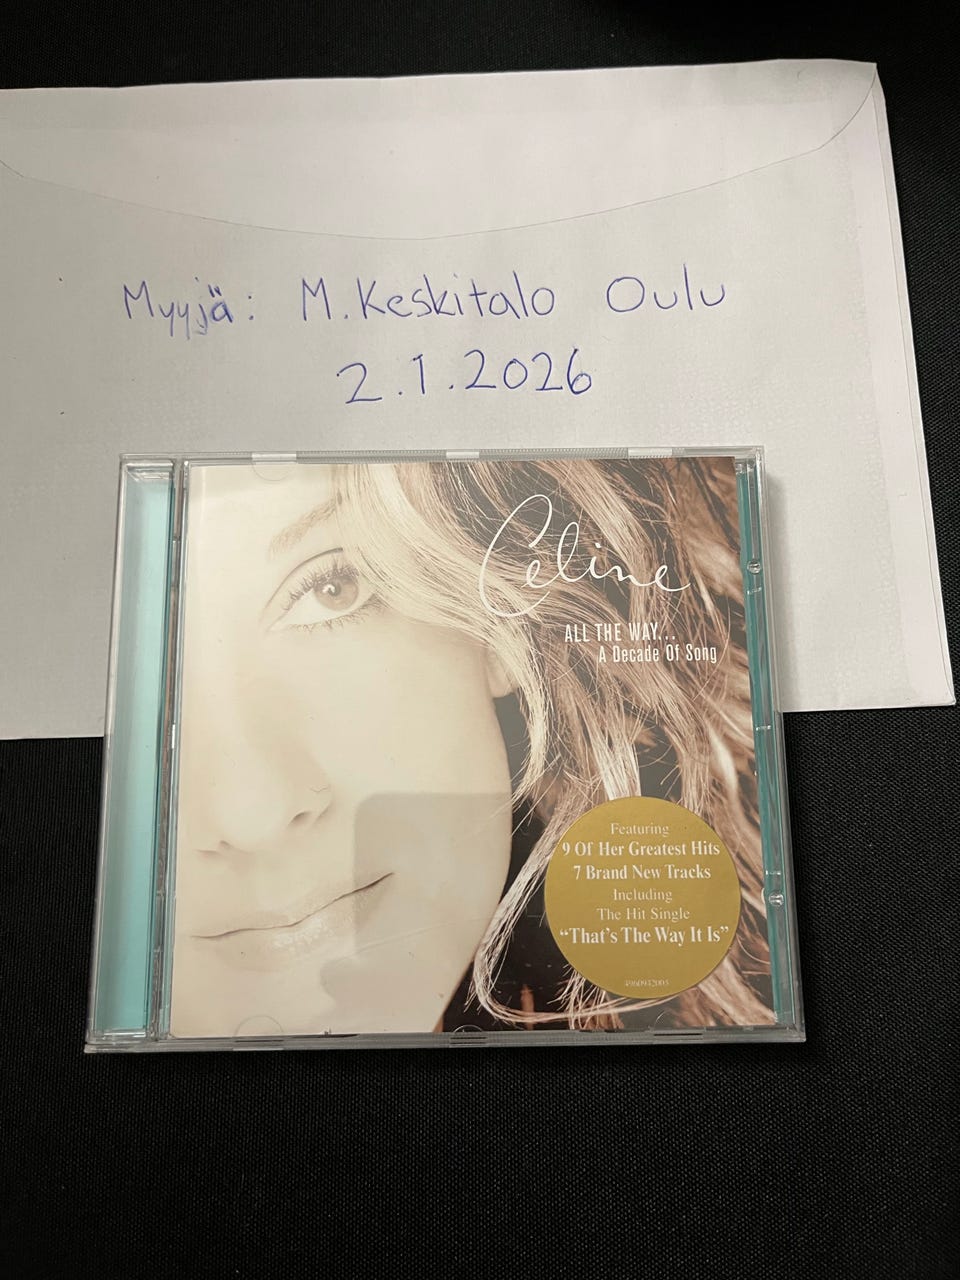 Myyjä: M. Keskitalo Oulu
2.1.2026
Celine
ALL THE WAY...
A Decade Of Song
Featuring
9 Of Her Greatest Hits
7 Brand New Tracks
Including
The Hit Single
“That's The Way It Is”
4960942003